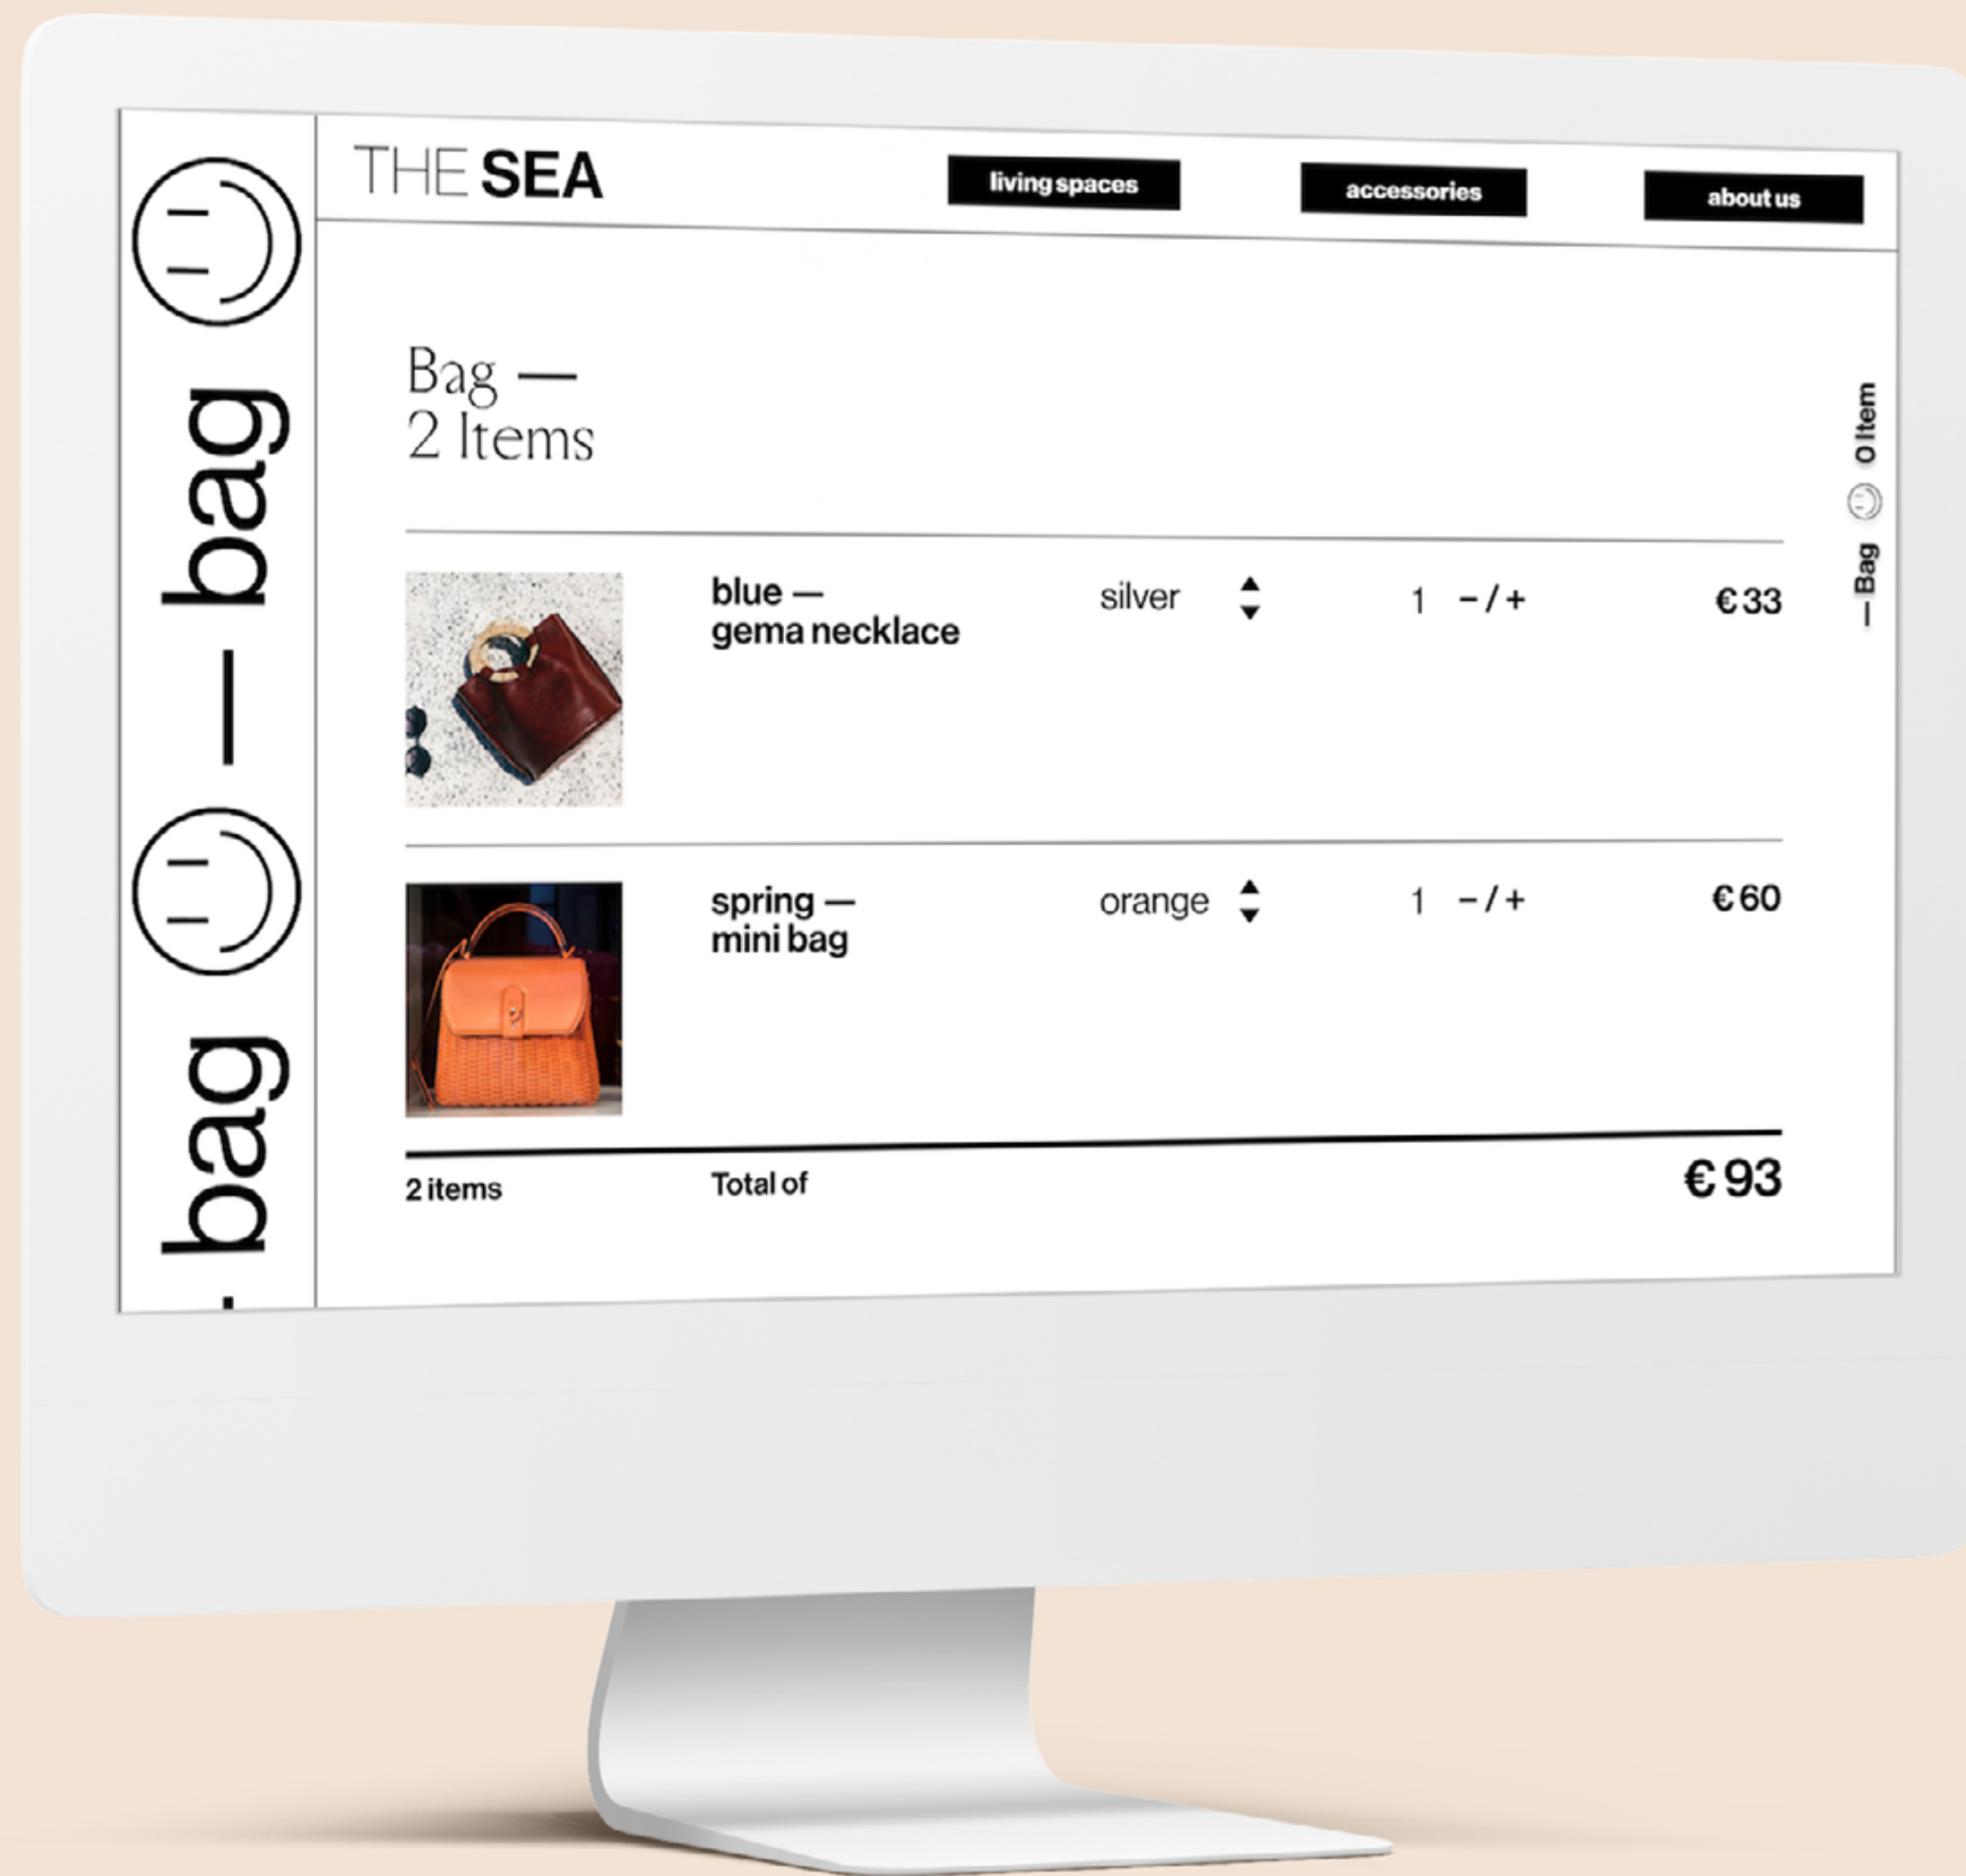 THE SEA
living spaces
accessories
about us
bag — bag -
Bag —
2 Items
0 Item
— Bag
blue —
gema necklace
silver
1 - / +
€ 33
spring —
mini bag
orange
1 - / +
€ 60
2 items
Total of
€ 93